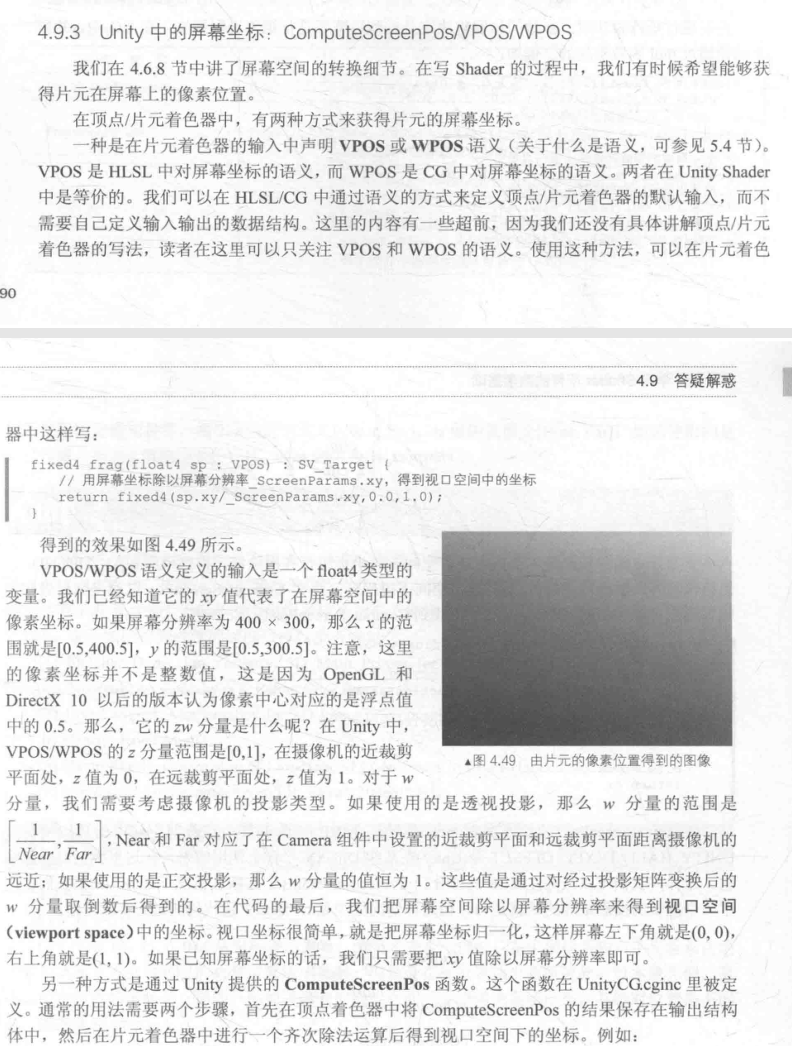 4.9.3 Unity 中的屏幕坐标：ComputeScreenPos/VPOS/WPOS
我们在 4.6.8 节中讲了屏幕空间的转换细节。在写 Shader 的过程中，我们有时候希望能够获
得片元在屏幕上的像素位置。
在顶点/片元着色器中，有两种方式来获得片元的屏幕坐标。
一种是在片元着色器的输入中声明 VPOS 或 WPOS 语义（关于什么是语义，可参见 5.4 节）。
VPOS 是 HLSL 中对屏幕坐标的语义，而 WPOS 是 CG 中对屏幕坐标的语义。两者在 Unity Shader
中是等价的。我们可以在 HLSL/CG 中通过语义的方式来定义顶点/片元着色器的默认输入，而不
需要自己定义输入输出的数据结构。这里的内容有一些超前，因为我们还没有具体讲解顶点/片元
着色器的写法，读者在这里可以只关注 VPOS 和 WPOS 的语义。使用这种方法，可以在片元着色
90
4.9 答疑解惑
器中这样写：
fixed4 frag(float4 sp : VPOS) : SV_Target {
// 用屏幕坐标除以屏幕分辨率_ScreenParams.xy，得到视口空间中的坐标
return fixed4(sp.xy/_ScreenParams.xy,0.0,1.0);
}
得到的效果如图 4.49 所示。
VPOS/WPOS 语义定义的输入是一个 float4 类型的
变量。我们已经知道它的 xy 值代表了在屏幕空间中的
像素坐标。如果屏幕分辨率为 400 × 300，那么 x 的范
围就是[0.5,400.5]，y 的范围是[0.5,300.5]。注意，这里
的像素坐标并不是整数值，这是因为 OpenGL 和
DirectX 10 以后的版本认为像素中心对应的是浮点值
中的 0.5。那么，它的 zw 分量是什么呢？在 Unity 中，
VPOS/WPOS 的 z 分量范围是[0,1]，在摄像机的近裁剪
平面处，z 值为 0，在远裁剪平面处，z 值为 1。对于 w
▲图 4.49 由片元的像素位置得到的图像
分量，我们需要考虑摄像机的投影类型。如果使用的是透视投影，那么 w 分量的范围是
[1/Near, 1/Far]，Near 和 Far 对应了在 Camera 组件中设置的近裁剪平面和远裁剪平面距离摄像机的
远近；如果使用的是正交投影，那么 w 分量的值恒为 1。这些值是通过对经过投影矩阵变换后的
w 分量取倒数后得到的。在代码的最后，我们把屏幕空间除以屏幕分辨率来得到视口空间
（viewport space）中的坐标。视口坐标很简单，就是把屏幕坐标归一化，这样屏幕左下角就是(0, 0)，
右上角就是(1, 1)。如果已知屏幕坐标的话，我们只需要把 xy 值除以屏幕分辨率即可。
另一种方式是通过 Unity 提供的 ComputeScreenPos 函数。这个函数在 UnityCG.cginc 里被定
义。通常的用法需要两个步骤，首先在顶点着色器中将 ComputeScreenPos 的结果保存在输出结构
体中，然后在片元着色器中进行一个齐次除法运算后得到视口空间下的坐标。例如：